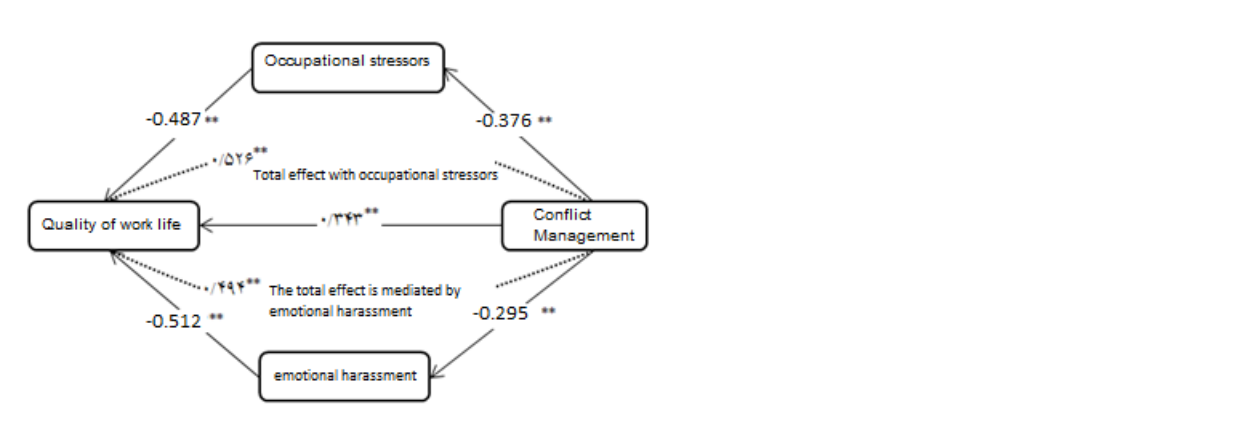 Occupational stressors
-0.487 **
-0.376 **
۰/۵۲۶**
Total effect with occupational stressors
Quality of work life
۰/۳۴۳**
Conflict
Management
۰/۴۹۴**
The total effect is mediated by
emotional harassment
-0.512 **
-0.295 **
emotional harassment